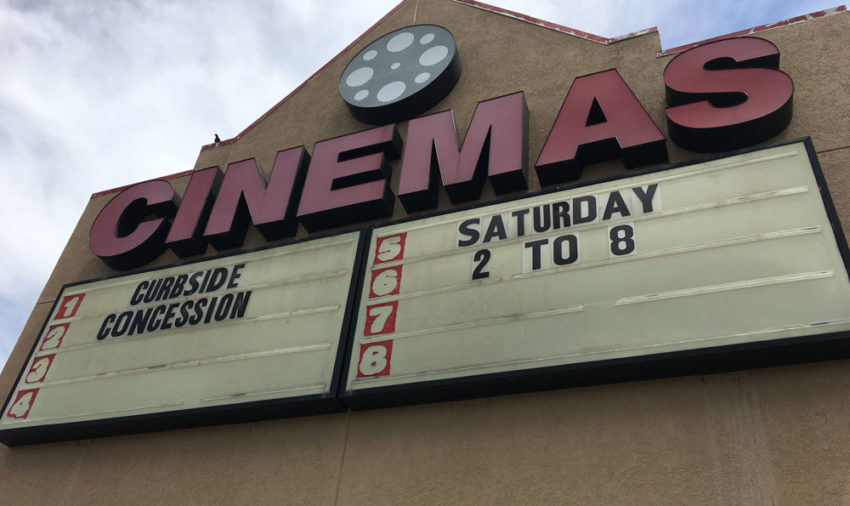 CINEMAS
1 CURBSIDE
2 CONCESSION
3
4
5 SATURDAY
6 2 TO 8
7
8